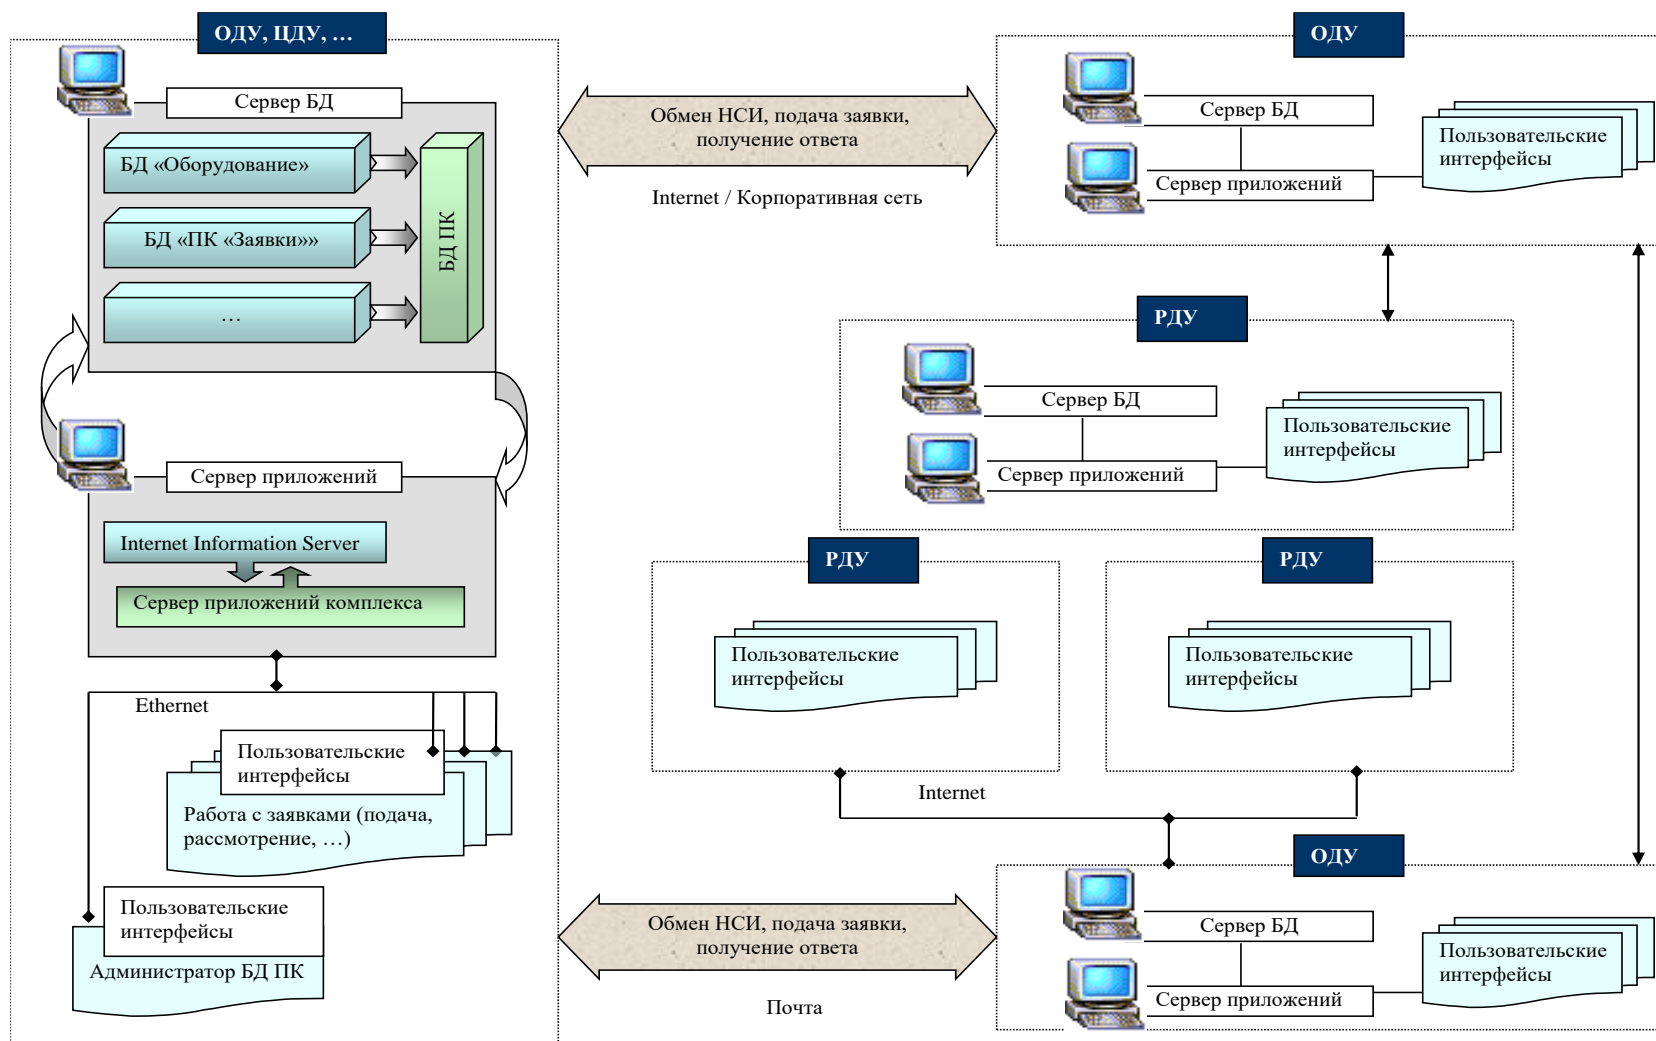 ОДУ, ЦДУ, …
Сервер БД
БД «Оборудование»
БД «ПК «Заявки»»
…
БД ПК
Сервер приложений
Internet Information Server
Сервер приложений комплекса
Ethernet
Пользовательские
интерфейсы
Работа с заявками (подача,
рассмотрение, …)
Пользовательские
интерфейсы
Администратор БД ПК
Обмен НСИ, подача заявки,
получение ответа
Internet / Корпоративная сеть
ОДУ
Сервер БД
Сервер приложений
Пользовательские
интерфейсы
РДУ
Сервер БД
Сервер приложений
Пользовательские
интерфейсы
РДУ
Пользовательские
интерфейсы
РДУ
Пользовательские
интерфейсы
Internet
Обмен НСИ, подача заявки,
получение ответа
Почта
ОДУ
Сервер БД
Сервер приложений
Пользовательские
интерфейсы